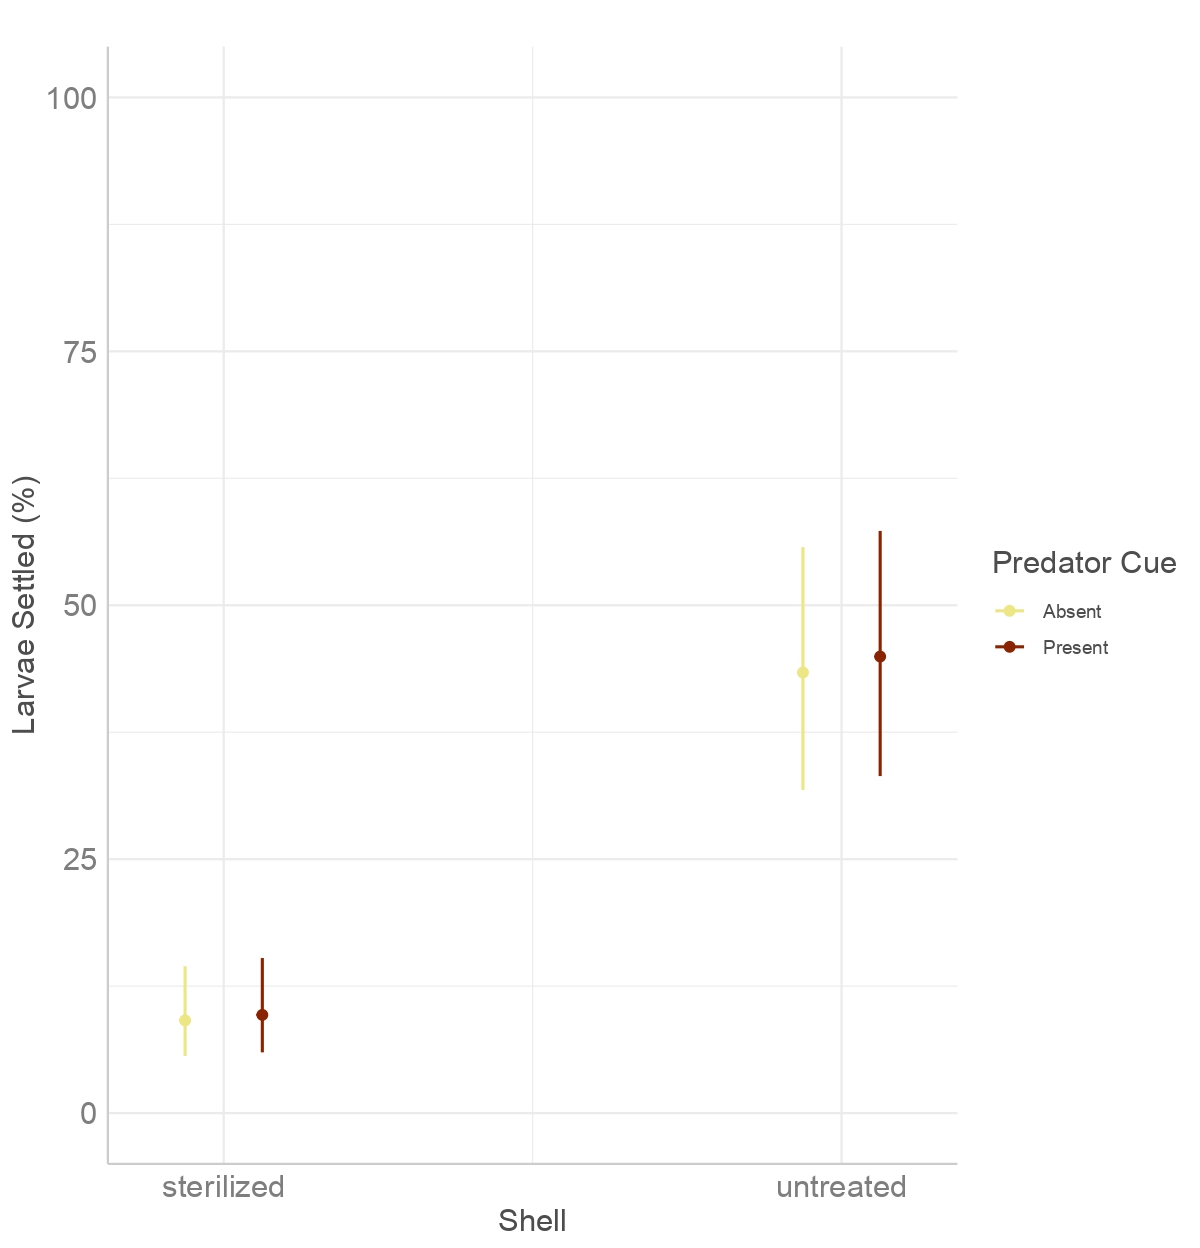 100
75
50
25
0
Larvae Settled (%)
sterilized
untreated
Shell
Predator Cue
Absent
Present